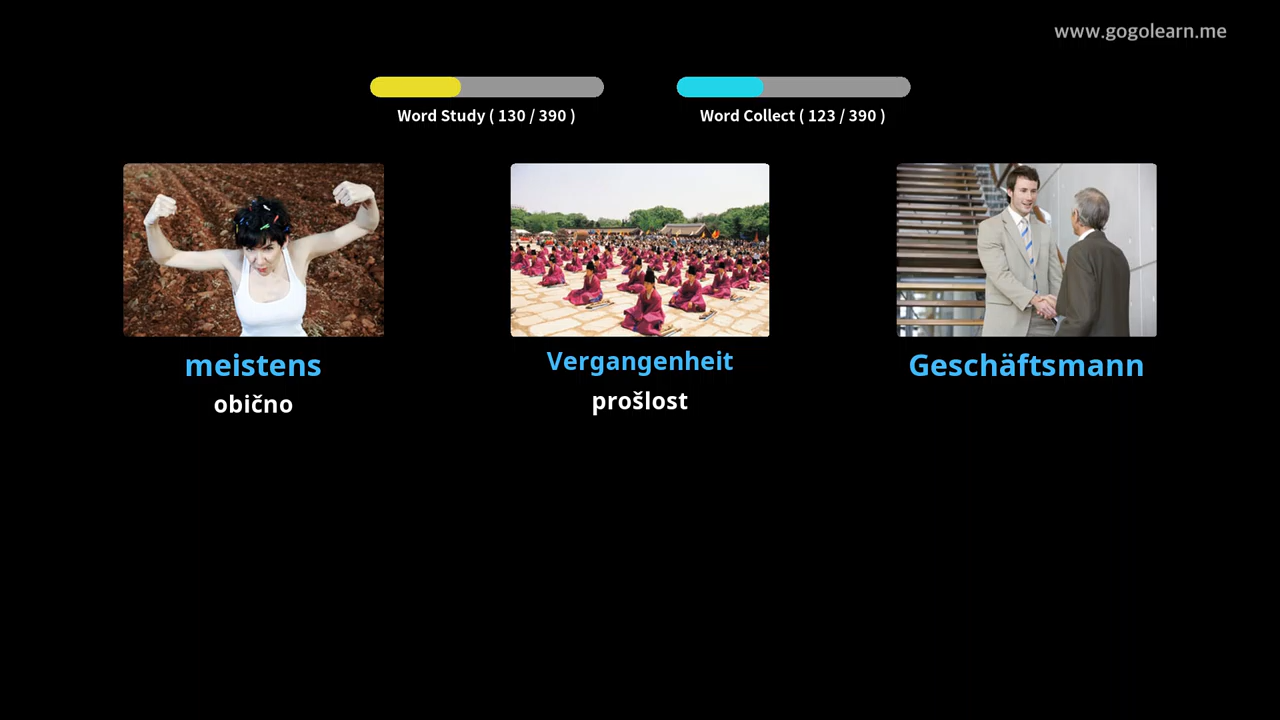 www.gogolearn.me
Word Study ( 130 / 390 )
Word Collect ( 123 / 390 )
meistens
Vergangenheit
Geschäftsmann
obično
prošlost